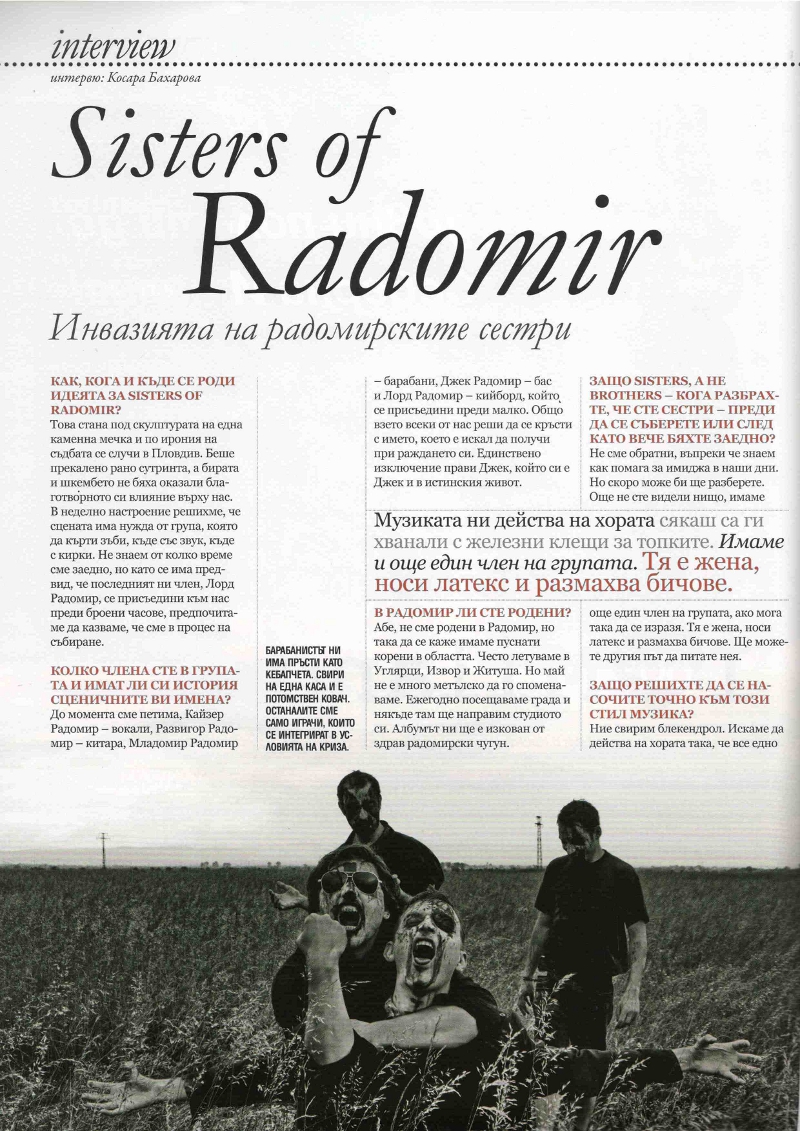 interview
интервю: Косара Бахарова
Sisters of
Radomir
Инвазията на радомирските сестри
КАК, КОГА И КЪДЕ СЕ РОДИ
ИДЕЯТА ЗА SISTERS OF
RADOMIR?
Това стана под скулптурата на една
каменна мечка и по ирония на
съдбата се случи в Пловдив. Беше
прекалено рано сутринта, а бирата
и шкембето не бяха оказали бла-
готворното си влияние върху нас.
В неделно настроение решихме, че
сцената има нужда от група, която
да кърти зъби, къде със звук, къде
с кирки. Не знаем от колко време
сме заедно, но като се има пред-
вид, че последният ни член, Лорд
Радомир, се присъедини към нас
преди броени часове, предпочита-
ме да казваме, че сме в процес на
събиране.
КОЛКО ЧЛЕНА СТЕ В ГРУПА-
ТА И ИМАТ ЛИ СИ ИСТОРИЯ
СЦЕНИЧНИТЕ ВИ ИМЕНА?
До момента сме петима, Кайзер
Радомир – вокали, Развигор Радо-
мир – китара, Младомир Радомир
БАРАБАНИСТЪТ НИ
ИМА ПРЪСТИ КАТО
КЕБАПЧЕТА. СВИРИ
НА ЕДНА КАСА И Е
ПОТОМСТВЕН КОВАЧ.
ОСТАНАЛИТЕ СМЕ
САМО ИГРАЧИ, КОИТО
СЕ ИНТЕГРИРАТ В УС-
ЛОВИЯТА НА КРИЗА.
– барабани, Джек Радомир – бас
и Лорд Радомир – кийборд, който
се присъедини преди малко. Общо
взето всеки от нас реши да се кръсти
с името, което е искал да получи
при раждането си. Единствено
изключение прави Джек, който си е
Джек и в истинския живот.
Музиката ни действа на хората сякаш са ги
хванали с железни клещи за топките. Имаме
и още един член на групата. Тя е жена,
носи латекс и размахва бичове.
В РАДОМИР ЛИ СТЕ РОДЕНИ?
Абе, не сме родени в Радомир, но
така да се каже имаме пуснати
корени в областта. Често летуваме в
Углярци, Извор и Житуша. Но май
не е много метълско да го спомена-
ваме. Ежегодно посещаваме града и
някъде там ще направим студиото
си. Албумът ни ще е изкован от
здрав радомирски чугун.
ЗАЩО SISTERS, А НЕ
BROTHERS – КОГА РАЗБРАХ-
ТЕ, ЧЕ СТЕ СЕСТРИ – ПРЕДИ
ДА СЕ СЪБЕРЕТЕ ИЛИ СЛЕД
КАТО ВЕЧЕ БЯХТЕ ЗАЕДНО?
Не сме обратни, въпреки че знаем
как помага за имиджа в наши дни.
Но скоро може би ще разберете.
Още не сте видели нищо, имаме
още един член на групата, ако мога
така да се изразя. Тя е жена, носи
латекс и размахва бичове. Ще може-
те другия път да питате нея.
ЗАЩО РЕШИХТЕ ДА СЕ НА-
СОЧИТЕ ТОЧНО КЪМ ТОЗИ
СТИЛ МУЗИКА?
Ние свирим блекендрол. Искаме да
действа на хората така, че все едно